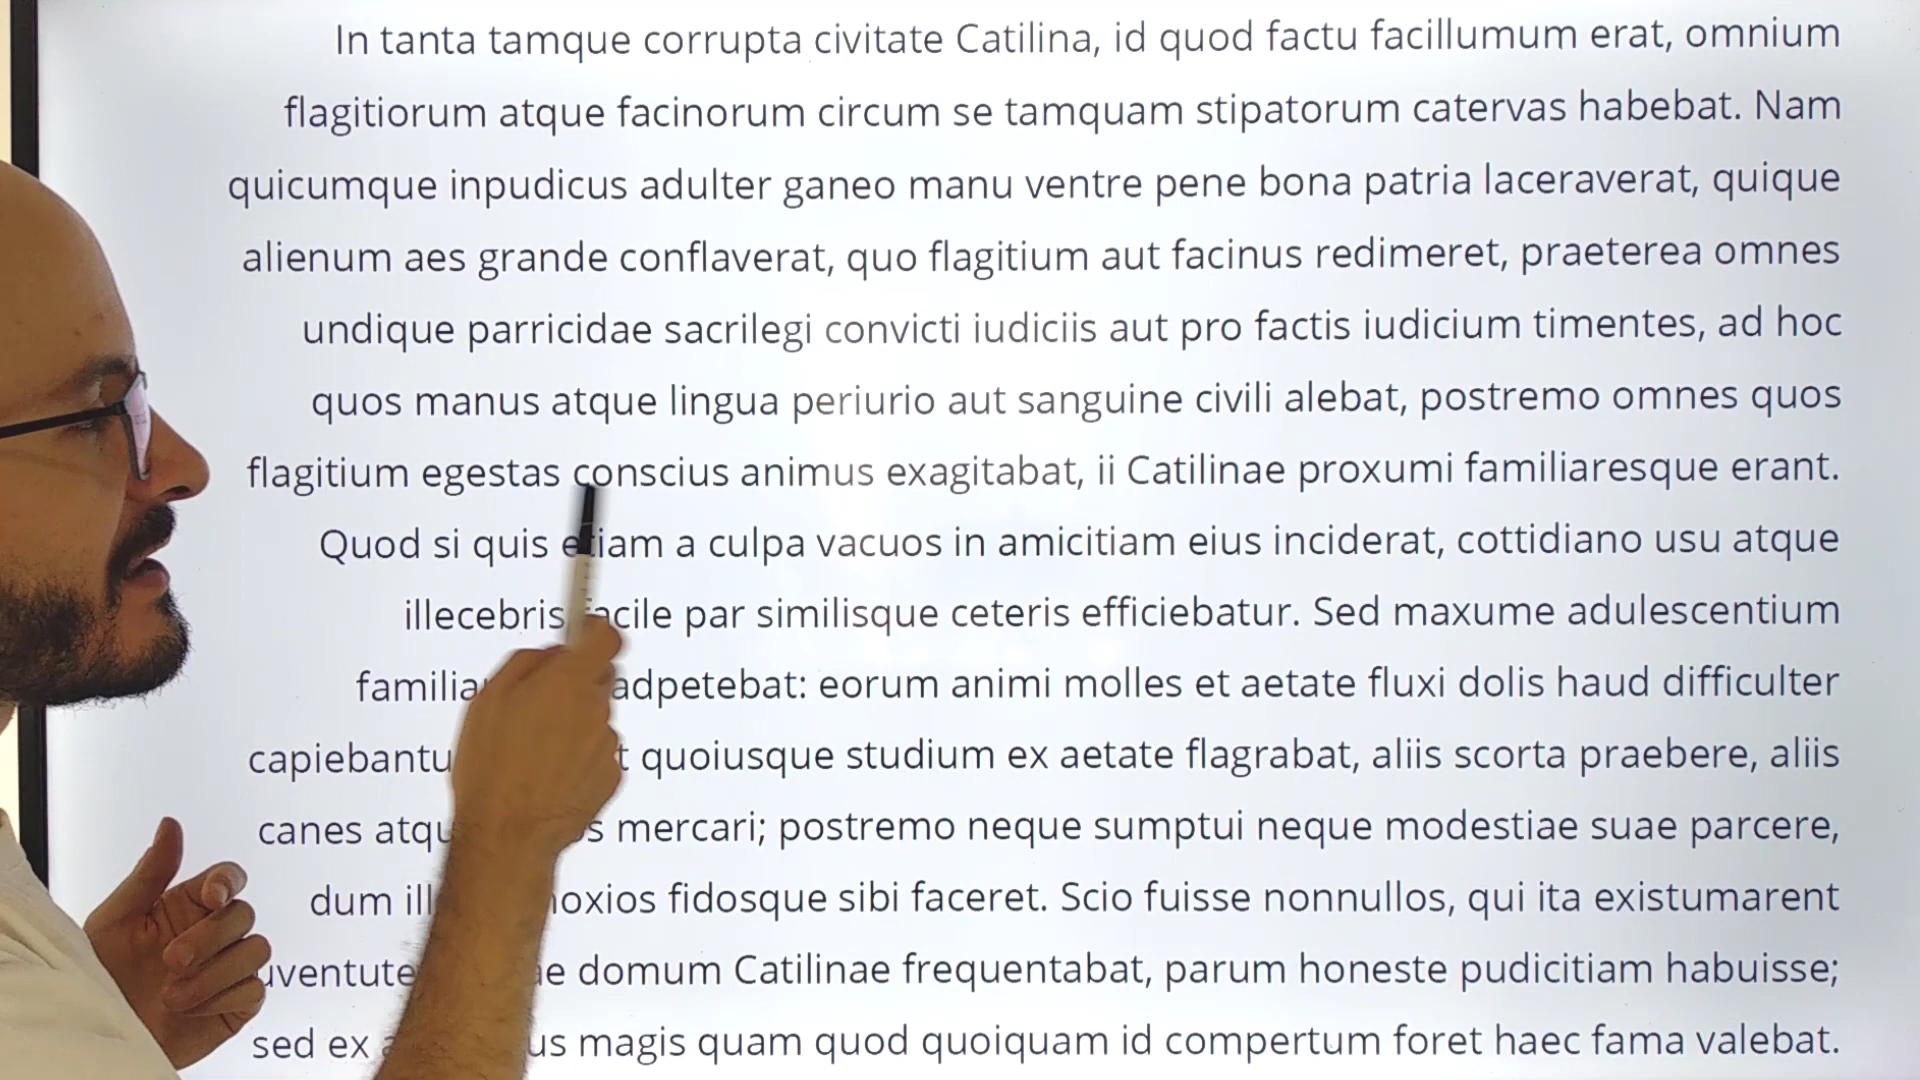 In tanta tamque corrupta civitate Catilina, id quod factu facillumum erat, omnium
flagitiorum atque facinorum circum se tamquam stipatorum catervas habebat. Nam
quicumque inpudicus adulter ganeo manu ventre pene bona patria laceraverat, quique
alienum aes grande conflaverat, quo flagitium aut facinus redimeret, praeterea omnes
undique parricidae sacrilegi convicti iudiciis aut pro factis iudicium timentes, ad hoc
quos manus atque lingua periurio aut sanguine civili alebat, postremo omnes quos
flagitium egestas conscius animus exagitabat, ii Catilinae proxumi familiaresque erant.
Quod si quis etiam a culpa vacuos in amicitiam eius inciderat, cottidiano usu atque
illecebris facile par similisque ceteris efficiebatur. Sed maxume adulescentium
adpetebat: eorum animi molles et aetate fluxi dolis haud difficulter
quoiusque studium ex aetate flagrabat, aliis scorta praebere, aliis
canes mercari; postremo neque sumptui neque modestiae suae parcere,
dum fidosque sibi faceret. Scio fuisse nonnullos, qui ita existumarent
domum Catilinae frequentabat, parum honeste pudicitiam habuisse;
sed ex magis quam quod quoiquam id compertum foret haec fama valebat.